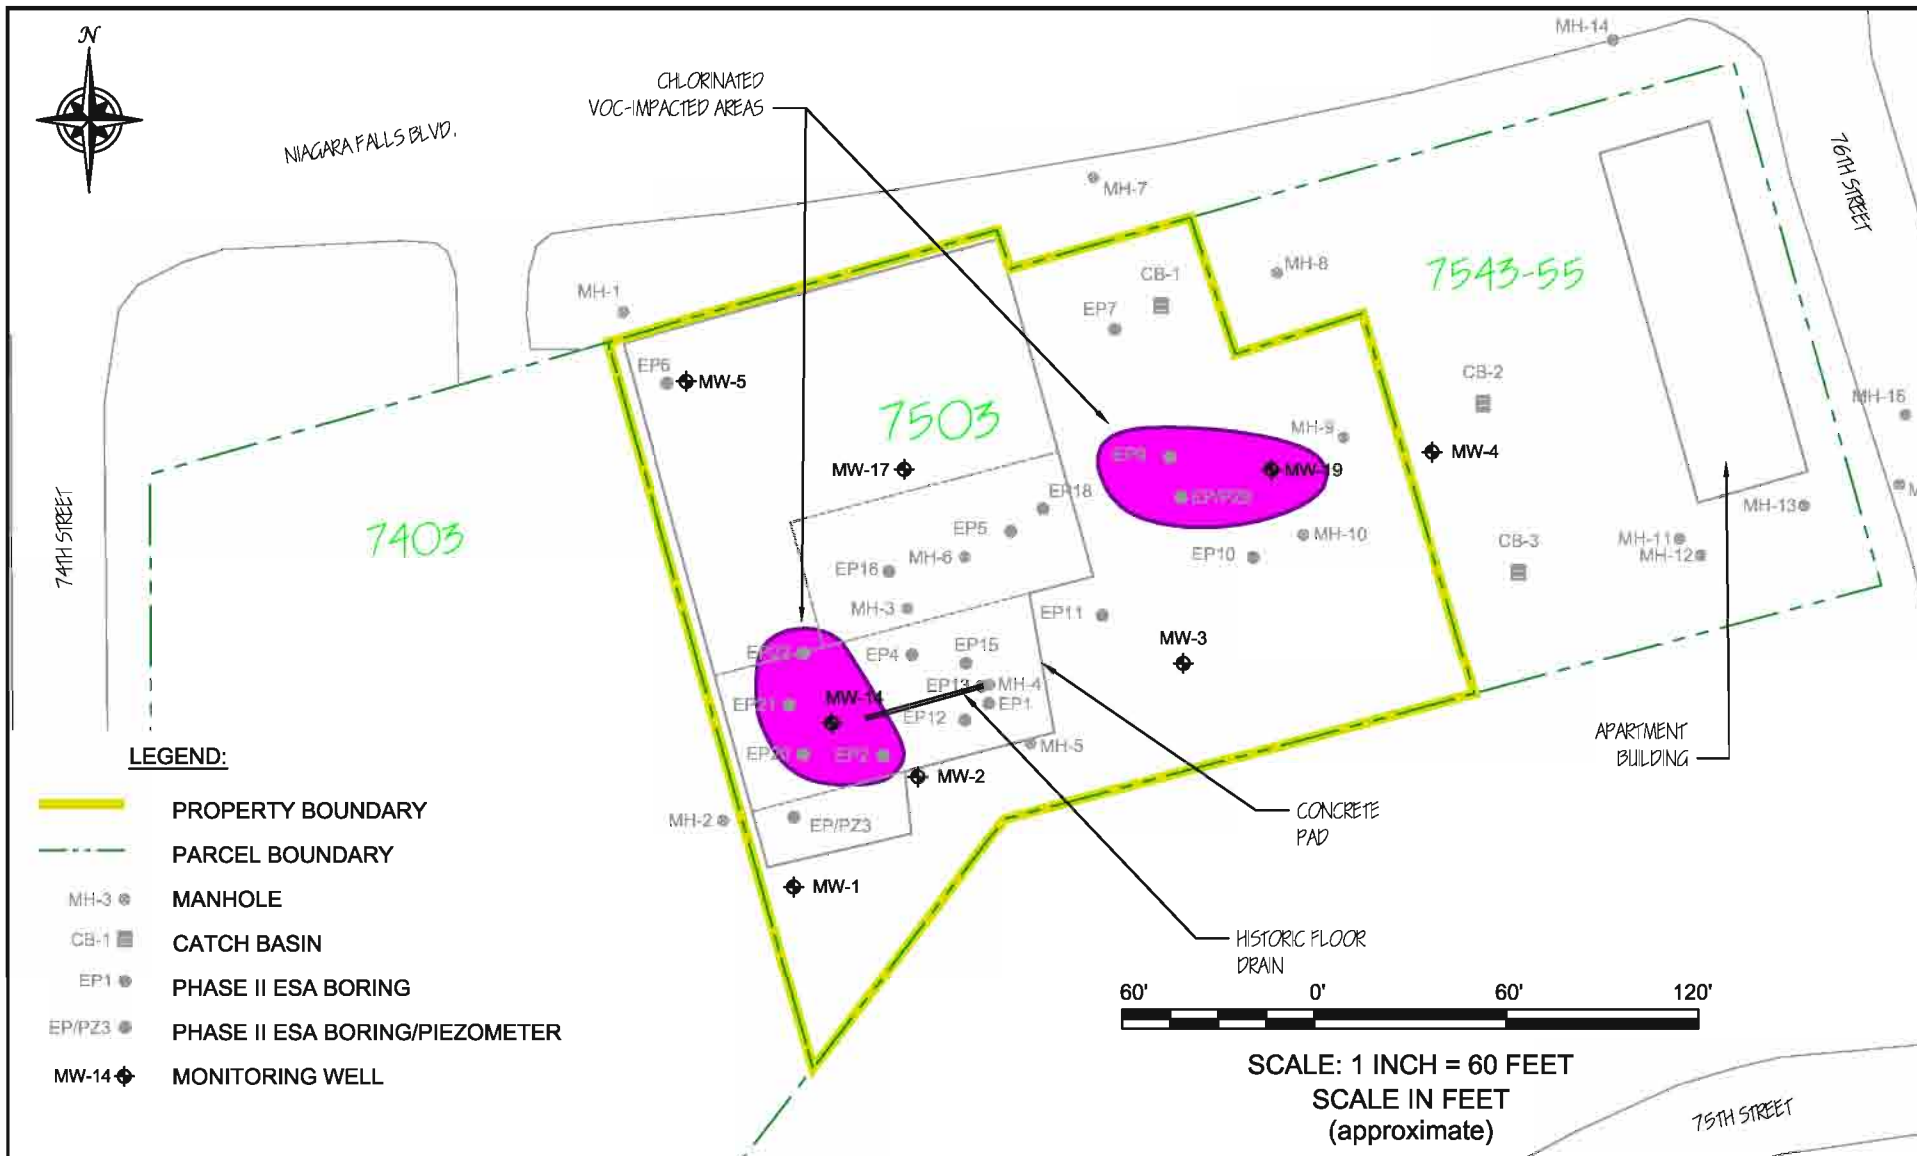 N
MH-14
CHLORINATED
VOC-IMPACTED AREAS
NIAGARA FALLS BLVD.
76TH STREET
MH-7
MH-8
7543-55
CB-1
MH-1
EP7
EP6
MW-5
CB-2
MH-16
7503
MH-9
MW-4
MW-17
MW-19
EP18
EP5
MH-6
MH-10
MH-13
7403
74TH STREET
EP16
EP10
CB-3
MH-11
MH-12
MH-3
EP11
MW-3
EP4
EP15
EP13
MH-4
EP21
MW-14
EP1
EP12
MH-5
EP20
EP2
MW-2
APARTMENT
BUILDING
MH-2
EP/PZ3
CONCRETE
PAD
MW-1
HISTORIC FLOOR
DRAIN
LEGEND:
PROPERTY BOUNDARY
PARCEL BOUNDARY
MH-3 MANHOLE
CB-1 CATCH BASIN
EP1 PHASE II ESA BORING
EP/PZ3 PHASE II ESA BORING/PIEZOMETER
MW-14 MONITORING WELL
60' 0' 60' 120'
SCALE: 1 INCH = 60 FEET
SCALE IN FEET
(approximate)
75TH STREET